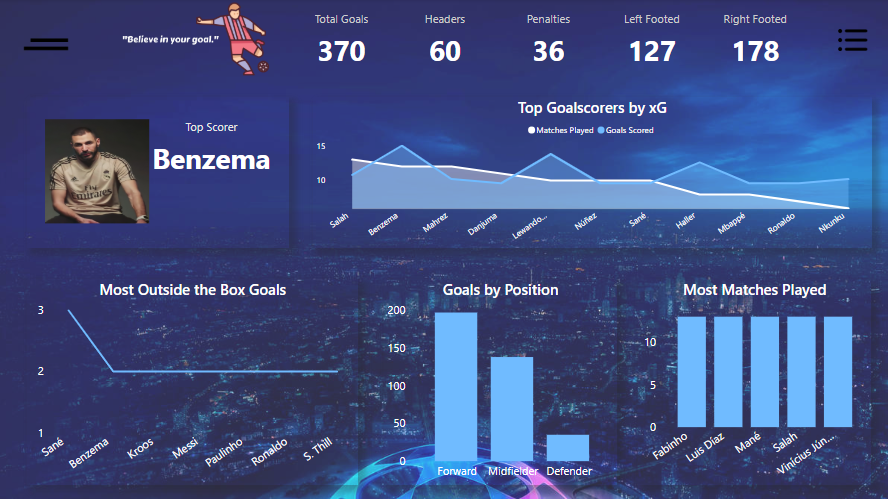 "Believe in your goal."
Total Goals
370
Headers
60
Penalties
36
Left Footed
127
Right Footed
178
Top Scorer
Benzema
Fly
Emirates
Top Goalscorers by xG
Matches Played Goals Scored
15
10
Salah Benzema Mahrez Danjuma Lewando... Núñez Sané Haller Mbappé Ronaldo Nkunku
Most Outside the Box Goals
3
2
1
Sané Benzema Kroos Messi Paulinho Ronaldo S. Thill
Goals by Position
200
150
100
50
0
Forward Midfielder Defender
Most Matches Played
10
5
0
Fabinho Luis Díaz Mané Salah Vinícius Jún...